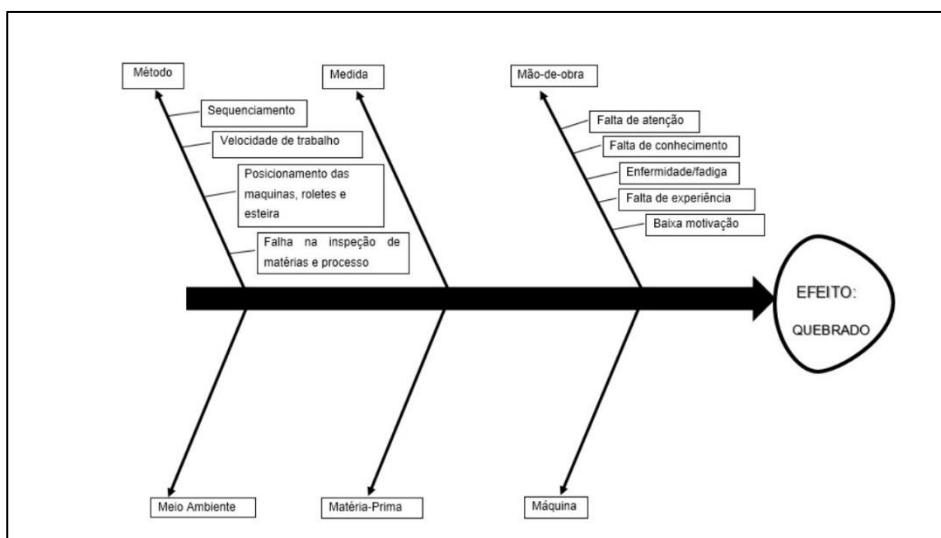 Método
Medida
Mão-de-obra
Sequenciamento
Velocidade de trabalho
Posicionamento das
maquinas, roletes e
esteira
Falha na inspeção de
matérias e processo
Falta de atenção
Falta de conhecimento
Enfermidade/fadiga
Falta de experiência
Baixa motivação
EFEITO:
QUEBRADO
Meio Ambiente
Matéria-Prima
Máquina